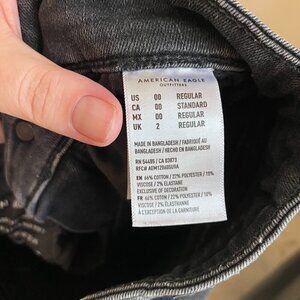 AMERICAN EAGLE
OUTFITTERS
US 00 REGULAR
CA 00 STANDARD
MX 00 REGULAR
UK 2 REGULAR
MADE IN BANGLADESH / FABRIQUÉ AU
BANGLADESH / HECHO EN BANGLADESH
RN 54485 / CA 03873
EN 66% COTTON / 22% POLYESTER / 10%
VISCOSE / 2% ELASTANE
EXCLUSIVE OF DECORATION
FR 66% COTON / 22% POLYESTER / 10%
VISCOSE / 2% ÉLASTHANNE
À L'EXCEPTION DE LA GARNITURE